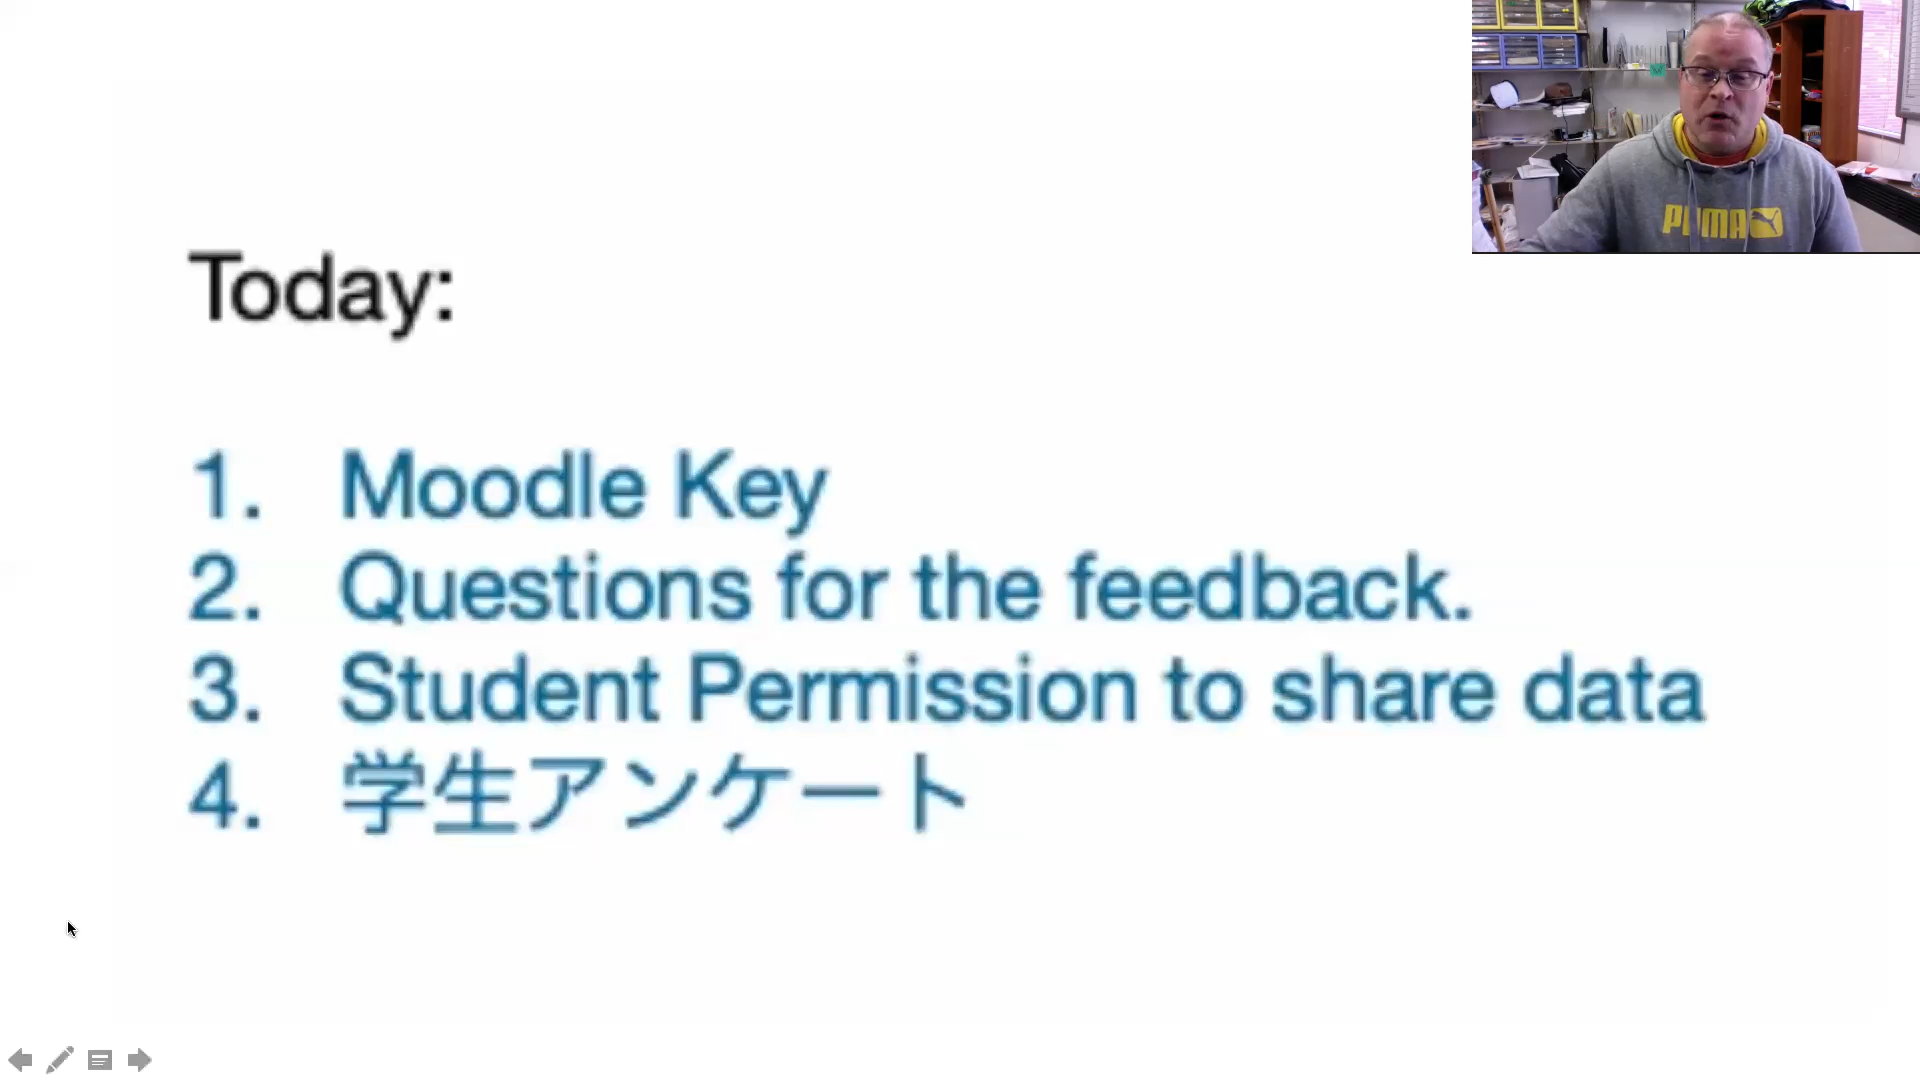 Today:
1. Moodle Key
2. Questions for the feedback.
3. Student Permission to share data
4. 学生アンケート
PUMA